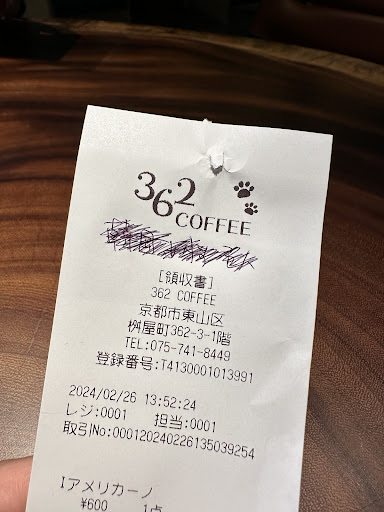 362
COFFEE
[領収書]
362 COFFEE
京都市東山区
桝屋町362-3-1階
TEL:075-741-8449
登録番号:T4130001013991
2024/02/26 13:52:24
レジ:0001 担当:0001
取引No:000120240226135039254
Iアメリカーノ
¥600 1点